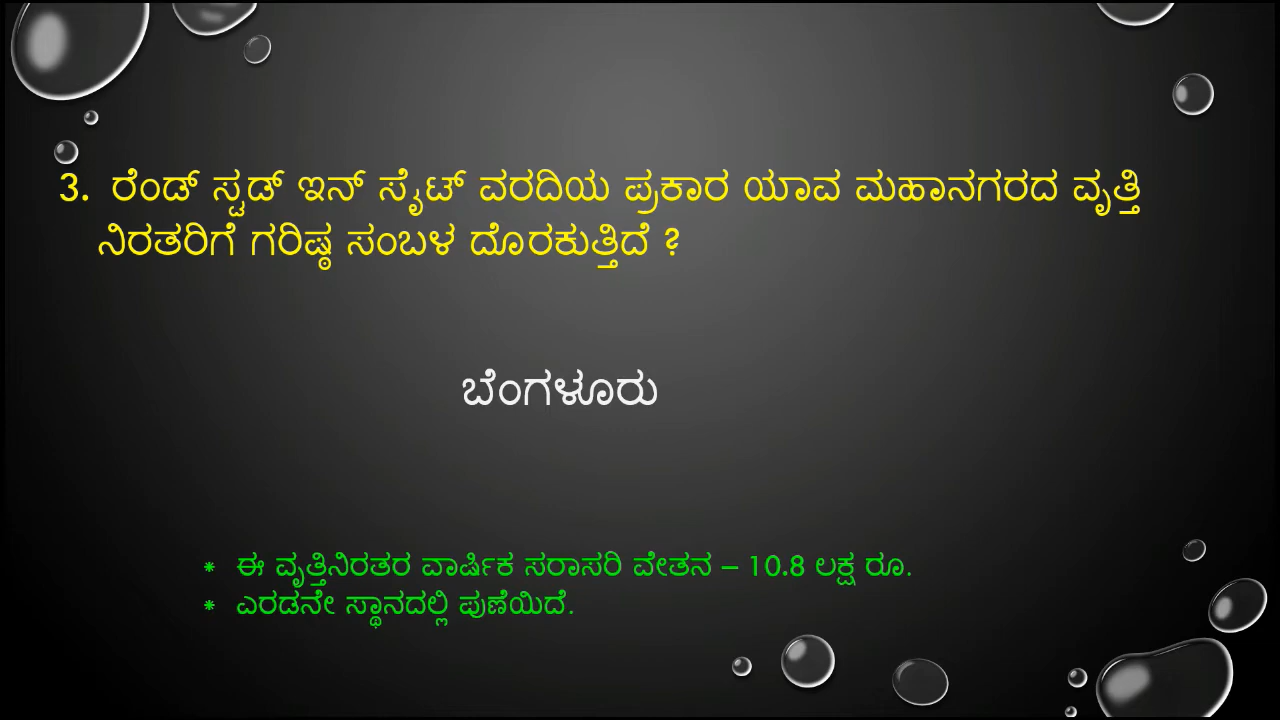 3. ರೆಂಡ್ ಸ್ಟಡ್ ಇನ್ ಸೈಟ್ ವರದಿಯ ಪ್ರಕಾರ ಯಾವ ಮಹಾನಗರದ ವೃತ್ತಿ
ನಿರತರಿಗೆ ಗರಿಷ್ಠ ಸಂಬಳ ದೊರಕುತ್ತಿದೆ ?
ಬೆಂಗಳೂರು
* ಈ ವೃತ್ತಿನಿರತರ ವಾರ್ಷಿಕ ಸರಾಸರಿ ವೇತನ – 10.8 ಲಕ್ಷ ರೂ.
* ಎರಡನೇ ಸ್ಥಾನದಲ್ಲಿ ಪುಣೆಯಿದೆ.